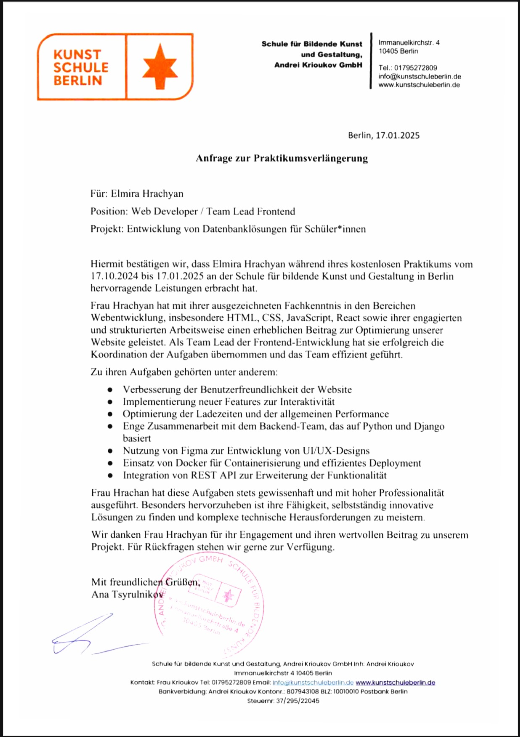 KUNST
SCHULE
BERLIN
Schule für Bildende Kunst
und Gestaltung,
Andrei Krioukov GmbH
Immanuelkirchstr. 4
10405 Berlin
Tel.: 01795272809
info@kunstschuleberlin.de
www.kunstschuleberlin.de
Berlin, 17.01.2025
Anfrage zur Praktikumsverlängerung
Für: Elmira Hrachyan
Position: Web Developer / Team Lead Frontend
Projekt: Entwicklung von Datenbanklösungen für Schüler*innen
Hiermit bestätigen wir, dass Elmira Hrachyan während ihres kostenlosen Praktikums vom
17.10.2024 bis 17.01.2025 an der Schule für bildende Kunst und Gestaltung in Berlin
hervorragende Leistungen erbracht hat.
Frau Hrachyan hat mit ihrer ausgezeichneten Fachkenntnis in den Bereichen
Webentwicklung, insbesondere HTML, CSS, JavaScript, React sowie ihrer engagierten
und strukturierten Arbeitsweise einen erheblichen Beitrag zur Optimierung unserer
Website geleistet. Als Team Lead der Frontend-Entwicklung hat sie erfolgreich die
Koordination der Aufgaben übernommen und das Team effizient geführt.
Zu ihren Aufgaben gehörten unter anderem:
● Verbesserung der Benutzerfreundlichkeit der Website
● Implementierung neuer Features zur Interaktivität
● Optimierung der Ladezeiten und der allgemeinen Performance
● Enge Zusammenarbeit mit dem Backend-Team, das auf Python und Django
basiert
● Nutzung von Figma zur Entwicklung von UI/UX-Designs
● Einsatz von Docker für Containerisierung und effizientes Deployment
● Integration von REST API zur Erweiterung der Funktionalität
Frau Hrachan hat diese Aufgaben stets gewissenhaft und mit hoher Professionalität
ausgeführt. Besonders hervorzuheben ist ihre Fähigkeit, selbstständig innovative
Lösungen zu finden und komplexe technische Herausforderungen zu meistern.
Wir danken Frau Hrachyan für ihr Engagement und ihren wertvollen Beitrag zu unserem
Projekt. Für Rückfragen stehen wir gerne zur Verfügung.
Mit freundlichen Grüßen,
Ana Tsyrulnikov
Schule für bildende Kunst und Gestaltung, Andrei Krioukov GmbH Inh. Andrei Krioukov
Immanuelkirchstr. 4 10405 Berlin
Kontakt: Frau Krioukov Tel: 01795272809 Email: info@kunstschuleberlin.de www.kunstschuleberlin.de
Bankverbidung: Andrei Krioukov Kontonr.: 807943108 BLZ: 10010010 Postbank Berlin
Steuernr: 37/295/22045